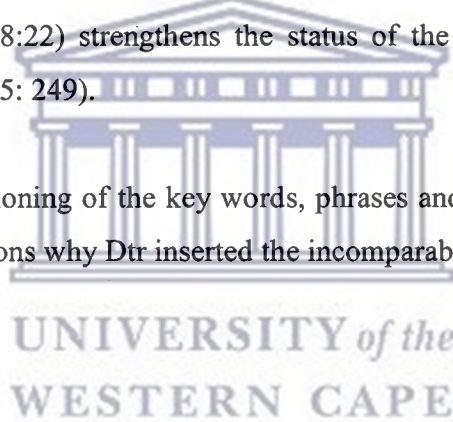 8:22) strengthens the status of the
5: 249).
oning of the key words, phrases and
ons why Dtr inserted the incomparab
UNIVERSITY of the
WESTERN CAPE